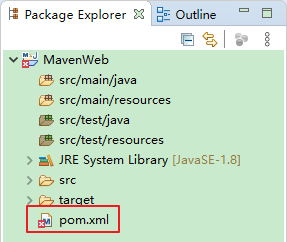 Package Explorer Outline
MavenWeb
src/main/java
src/main/resources
src/test/java
src/test/resources
JRE System Library [JavaSE-1.8]
src
target
pom.xml